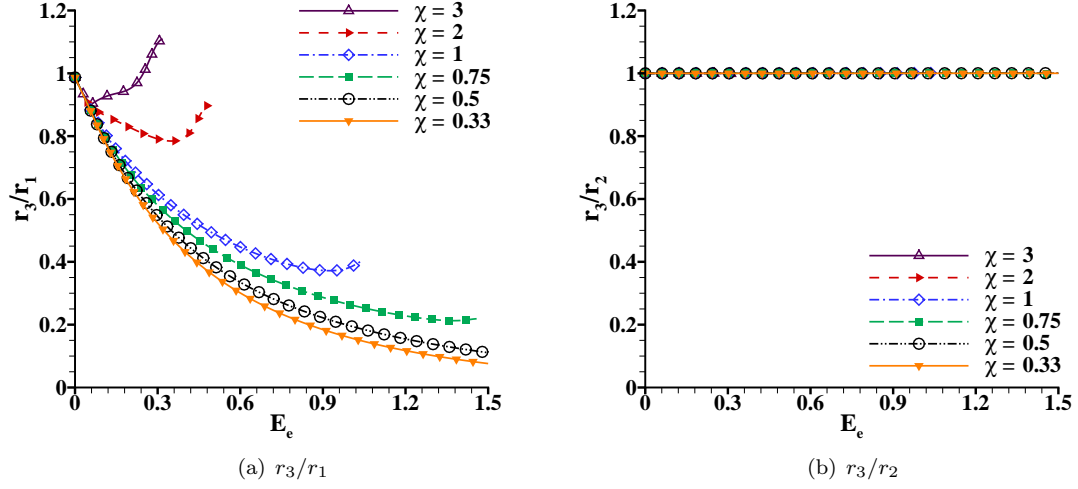 1.2
1
0.8
0.6
0.4
0.2
0
r3/r1
0 0.3 0.6 0.9 1.2 1.5
Ee
χ = 3
χ = 2
χ = 1
χ = 0.75
χ = 0.5
χ = 0.33
(a) r3/r1
1.2
1
0.8
0.6
0.4
0.2
0
r3/r2
0 0.3 0.6 0.9 1.2 1.5
Ee
χ = 3
χ = 2
χ = 1
χ = 0.75
χ = 0.5
χ = 0.33
(b) r3/r2